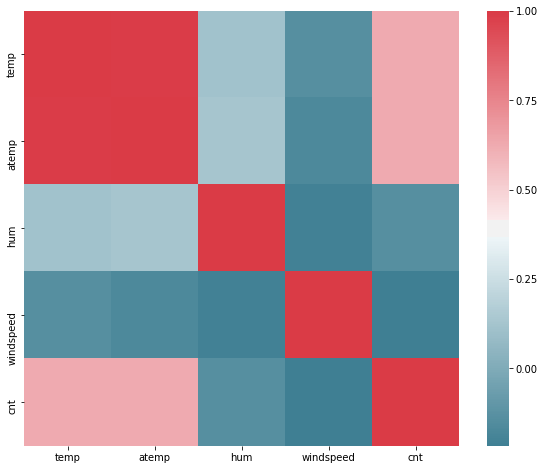 temp
atemp
hum
windspeed
cnt
temp
atemp
hum
windspeed
cnt
1.00
0.75
0.50
0.25
0.00